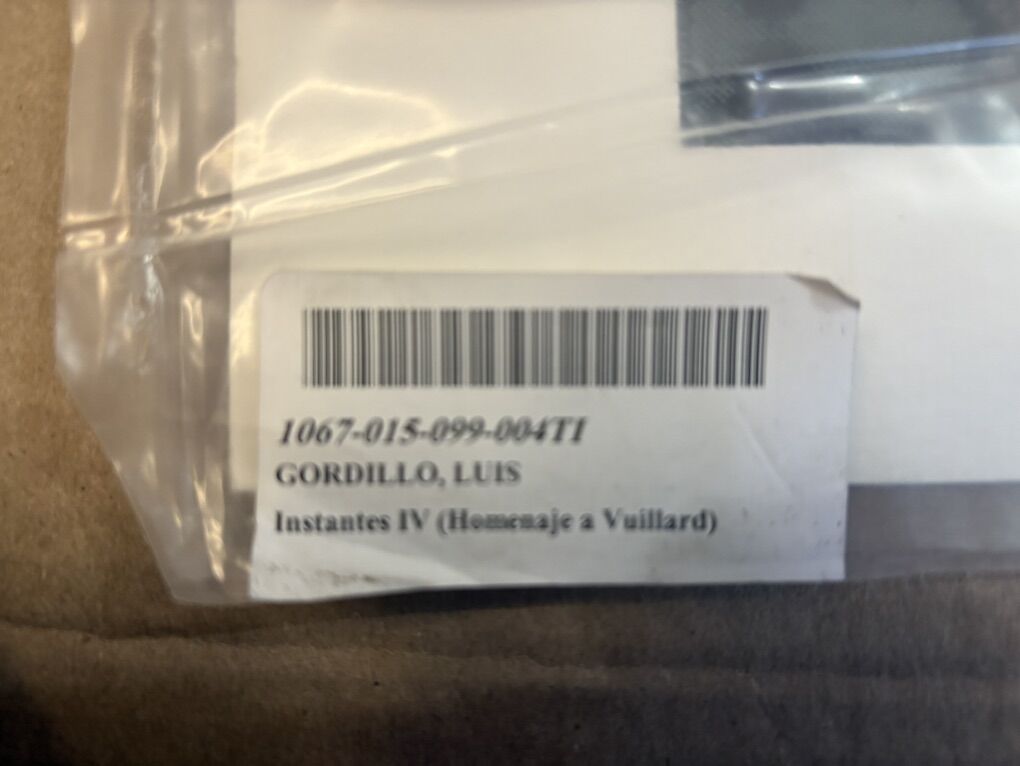 1067-015-099-004TI
GORDILLO, LUIS
Instantes IV (Homenaje a Vuillard)